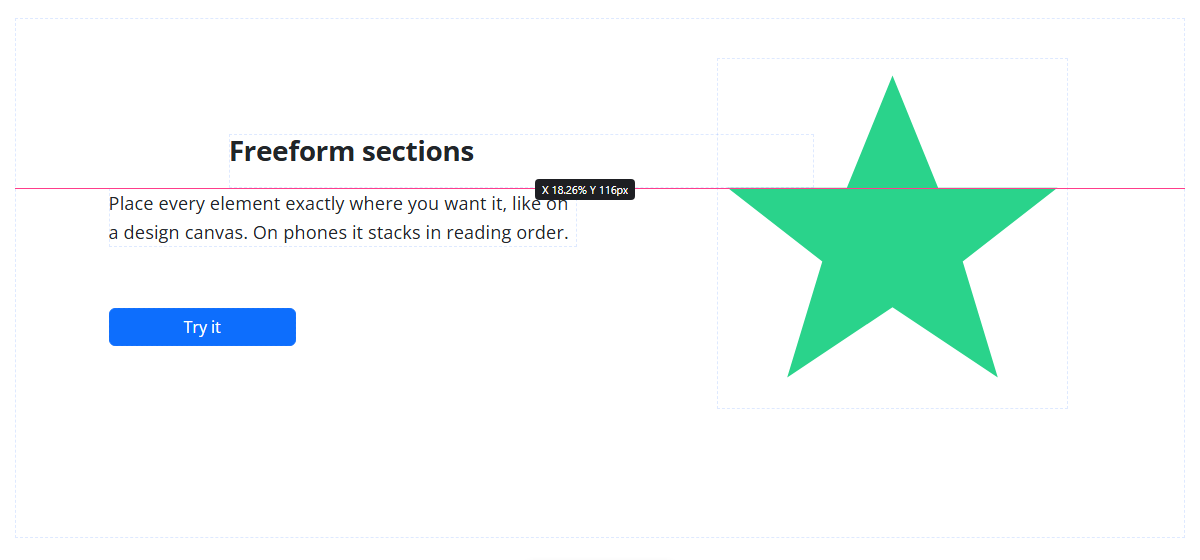 Freeform sections
X 18.26% Y 116px
Place every element exactly where you want it, like on
a design canvas. On phones it stacks in reading order.
Try it